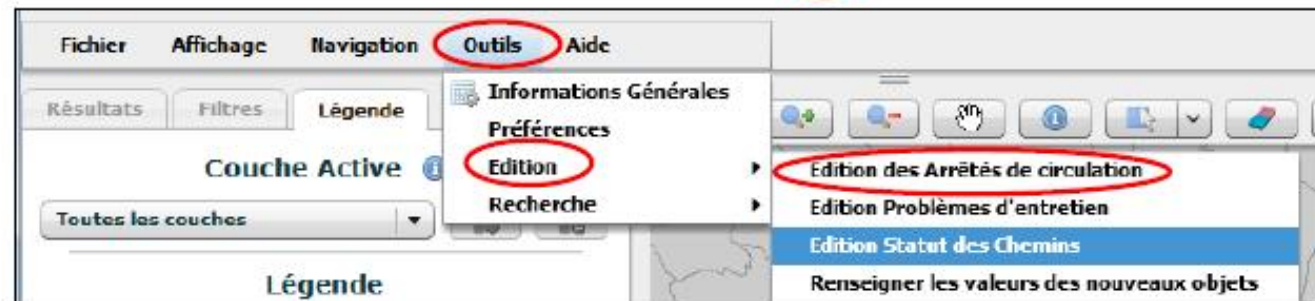 Fichier Affichage Navigation Outils Aide
Informations Générales
Résultats Filtres Légende
Préférences
Couche Active
Edition
Edition des Arrêtés de circulation
Toutes les couches
Recherche
Edition Problèmes d'entretien
Edition Statut des Chemins
Légende
Renseigner les valeurs des nouveaux objets